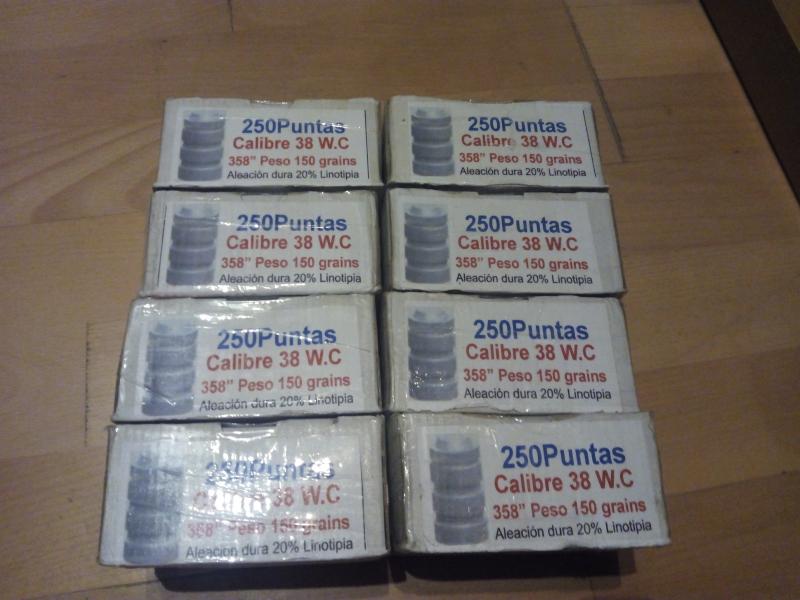 250Puntas
Calibre 38 W.C
358” Peso 150 grains
Aleación dura 20% Linotipia
250Puntas
Calibre 38 W.C
358” Peso 150 grains
Aleación dura 20% Linotipia
250Puntas
Calibre 38 W.C
358” Peso 150 grains
Aleación dura 20% Linotipia
250Puntas
Calibre 38 W.C
358” Peso 150 grains
Aleación dura 20% Linotipia
250Puntas
Calibre 38 W.C
358” Peso 150 grains
Aleación dura 20% Linotipia
250Puntas
Calibre 38 W.C
358” Peso 150 grains
Aleación dura 20% Linotipia
250Puntas
Calibre 38 W.C
358” Peso 150 grains
Aleación dura 20% Linotipia
250Puntas
Calibre 38 W.C
358” Peso 150 grains
Aleación dura 20% Linotipia